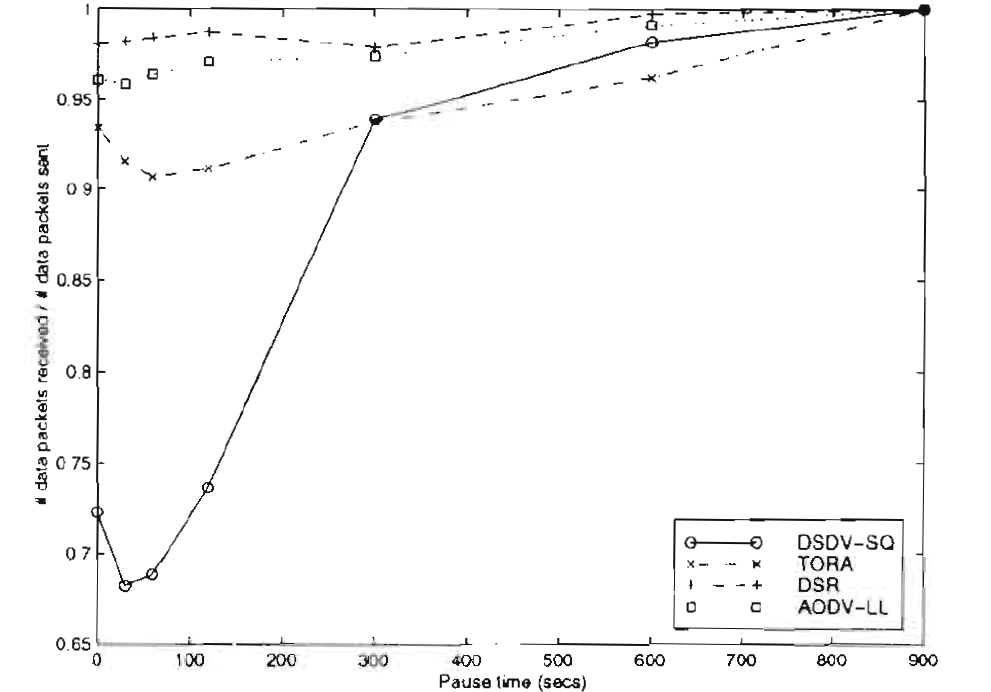 1
0.95
0.9
0.85
0.8
0.75
0.7
0.65
# data packets received / # data packets sent
0 100 200 300 400 500 600 700 800 900
Pause time (secs)
DSDV-SQ
TORA
DSR
AODV-LL